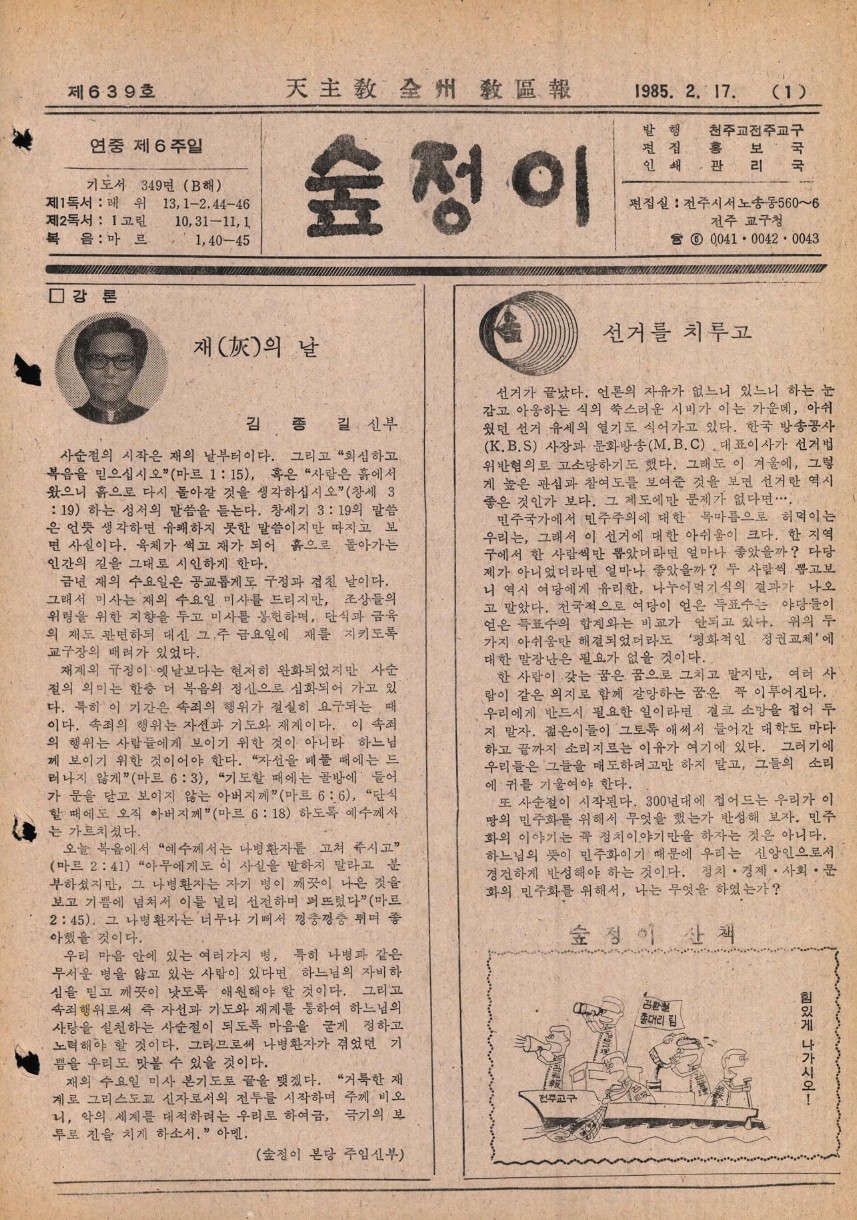 제639호
天主敎 全州 敎區報
1985. 2. 17.
(1)
연중 제6주일
기도서 349면 (B해)
제1독서 : 레 위 13,1-2.44-46
제2독서 : Ⅰ고린 10,31-11,1
복 음 : 마 르 1,40-45
숲정이
발 행 천주교전주교구
편 집 홍 보 국
인 쇄 관 리 국
편집실 : 전주시서노송동560~6
전주 교구청
☎ ⑥ 0041·0042·0043
□ 강 론
재(灰)의 날
김 종 길 신부
사순절의 시작은 재의 날부터이다. 그리고 “회심하고
복음을 믿으십시오”(마르 1 : 15), 혹은 “사람은 흙에서
왔으니 흙으로 다시 돌아갈 것을 생각하십시오”(창세 3
: 19) 하는 성서의 말씀을 듣는다. 창세기 3 : 19의 말씀
은 언뜻 생각하면 유쾌하지 못한 말씀이지만 따지고 보
면 사실이다. 육체가 썩고 재가 되어 흙으로 돌아가는
인간의 길을 그대로 시인하게 한다.
금년 재의 수요일은 공교롭게도 구정과 겹친 날이다.
그래서 미사는 재의 수요일 미사를 드리지만, 조상들의
위령을 위한 지향을 두고 미사를 봉헌하며, 단식과 금육
의 재도 관면하되 대신 그 주 금요일에 재를 지키도록
교구장의 배려가 있었다.
재계의 규정이 옛날보다는 현저히 완화되었지만 사순
절의 의미는 한층 더 복음의 정신으로 심화되어 가고 있
다. 특히 이 기간은 속죄의 행위가 절실히 요구되는 때
이다. 속죄의 행위는 자선과 기도와 재계이다. 이 속죄
의 행위는 사람들에게 보이기 위한 것이 아니라 하느님
께 보이기 위한 것이어야 한다. “자선을 베풀 때에는 드
러나지 않게”(마르 6 : 3), “기도할 때에는 골방에 들어
가 문을 닫고 보이지 않는 아버지께”(마르 6 : 6), “단식
할 때에도 오직 아버지께”(마르 6 : 18) 하도록 예수께서
는 가르치셨다.
오늘 복음에서 “예수께서는 나병환자를 고쳐 주시고”
(마르 2 : 41) “아무에게도 이 사실을 말하지 말라고 분
부하셨지만, 그 나병환자는 자기 병이 깨끗이 나은 것을
보고 기쁨에 넘쳐서 이를 널리 선전하며 퍼뜨렸다”(마르
2 : 45). 그 나병환자는 너무나 기뻐서 껑충껑충 뛰며 좋
아했을 것이다.
우리 마음 안에 있는 여러가지 병, 특히 나병과 같은
무서운 병을 앓고 있는 사람이 있다면, 하느님의 자비하
심을 믿고 깨끗이 낫도록 애원해야 할 것이다. 그리고
속죄행위로써 즉 자선과 기도와 재계를 통하여 하느님의
사랑을 실천하는 사순절이 되도록 마음을 굳게 정하고
노력해야 할 것이다. 그러므로써 나병환자가 겪었던 기
쁨을 우리도 맛볼 수 있을 것이다.
재의 수요일 미사 본기도로 끝을 맺겠다. “거룩한 재
계로 그리스도교 신자로서의 전투를 시작하며 주께 비오
니, 악의 세계를 대적하려는 우리로 하여금, 극기의 보
루로 진을 치게 하소서.” 아멘.
(숲정이 본당 주임신부)
솔
선거를 치루고
선거가 끝났다. 언론의 자유가 없느니 있느니 하는 눈
감고 아웅하는 식의 쑥스러운 시비가 이는 가운데, 아쉬
웠던 선거 유세의 열기도 식어가고 있다. 한국 방송공사
(K.B.S) 사장과 문화방송(M.B.C) 대표이사가 선거법
위반혐의로 고소당하기도 했다. 그래도 이 겨울에, 그렇
게 높은 관심과 참여도를 보여준 것을 보면 선거란 역시
좋은 것인가 보다. 그 제도에만 문제가 없다면….
민주국가에서 민주주의에 대한 목마름으로 허덕이는
우리는, 그래서 이 선거에 대한 아쉬움이 크다. 한 지역
구에서 한 사람씩만 뽑았더라면 얼마나 좋았을까? 다당
제가 아니었더라면 얼마나 좋았을까? 두 사람씩 뽑고보
니 역시 여당에게 유리한, 나누어먹기식의 결과가 나오
고 말았다. 전국적으로 여당이 얻은 득표수는 야당들이
얻은 득표수의 합계와는 비교가 안되고 있다. 위의 두
가지 아쉬움만 해결되었더라도 ‘평화적인 정권교체’에
대한 말장난은 필요가 없을 것이다.
한 사람이 갖는 꿈은 꿈으로 그치고 말지만, 여러 사
람이 같은 의지로 함께 갈망하는 꿈은 꼭 이루어진다.
우리에게 반드시 필요한 일이라면 결코 소망을 접어 두
지 말자. 젊은이들이 그토록 애써서 들어간 대학도 마다
하고 끝까지 소리지르는 이유가 여기에 있다. 그러기에
우리들은 그들을 매도하려고만 하지 말고, 그들의 소리
에 귀를 기울여야 한다.
또 사순절이 시작된다. 300년대에 접어드는 우리가 이
땅의 민주화를 위해서 무엇을 했는가 반성해 보자. 민주
화의 이야기는 꼭 정치이야기만을 하자는 것은 아니다.
하느님의 뜻이 민주화이기 때문에 우리는 신앙인으로서
경건하게 반성해야 하는 것이다. 정치·경제·사회·문
화의 민주화를 위해서, 나는 무엇을 하였는가?
숲정이 산책
힘있게 나가시오!
총대리 팀
전주교구